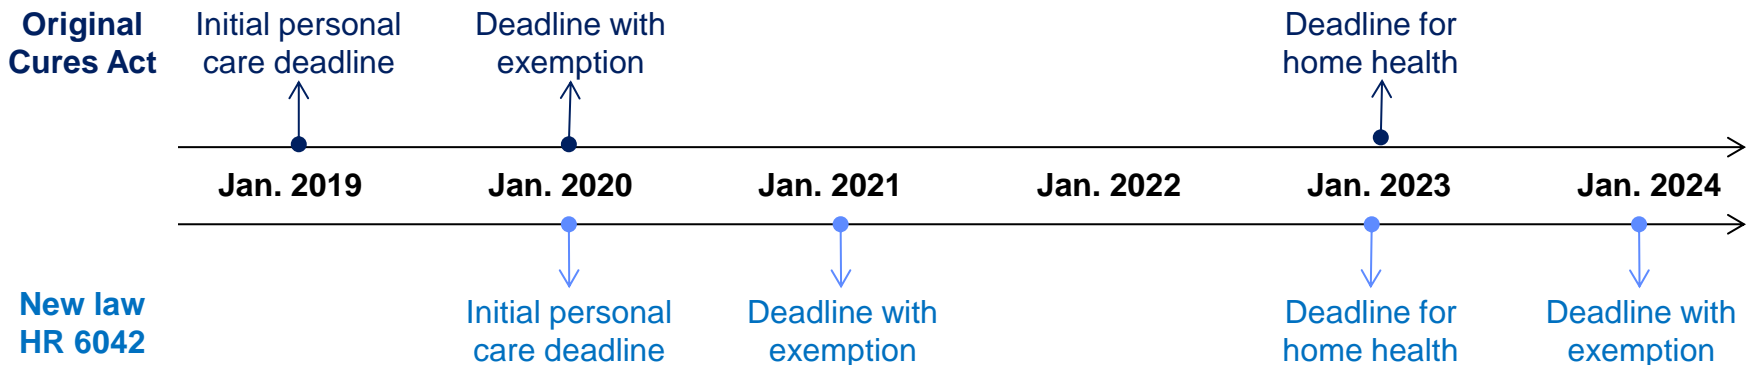 Original
Cures Act
Initial personal
care deadline
Deadline with
exemption
Deadline for
home health
Jan. 2019
Jan. 2020
Jan. 2021
Jan. 2022
Jan. 2023
Jan. 2024
New law
HR 6042
Initial personal
care deadline
Deadline with
exemption
Deadline for
home health
Deadline with
exemption